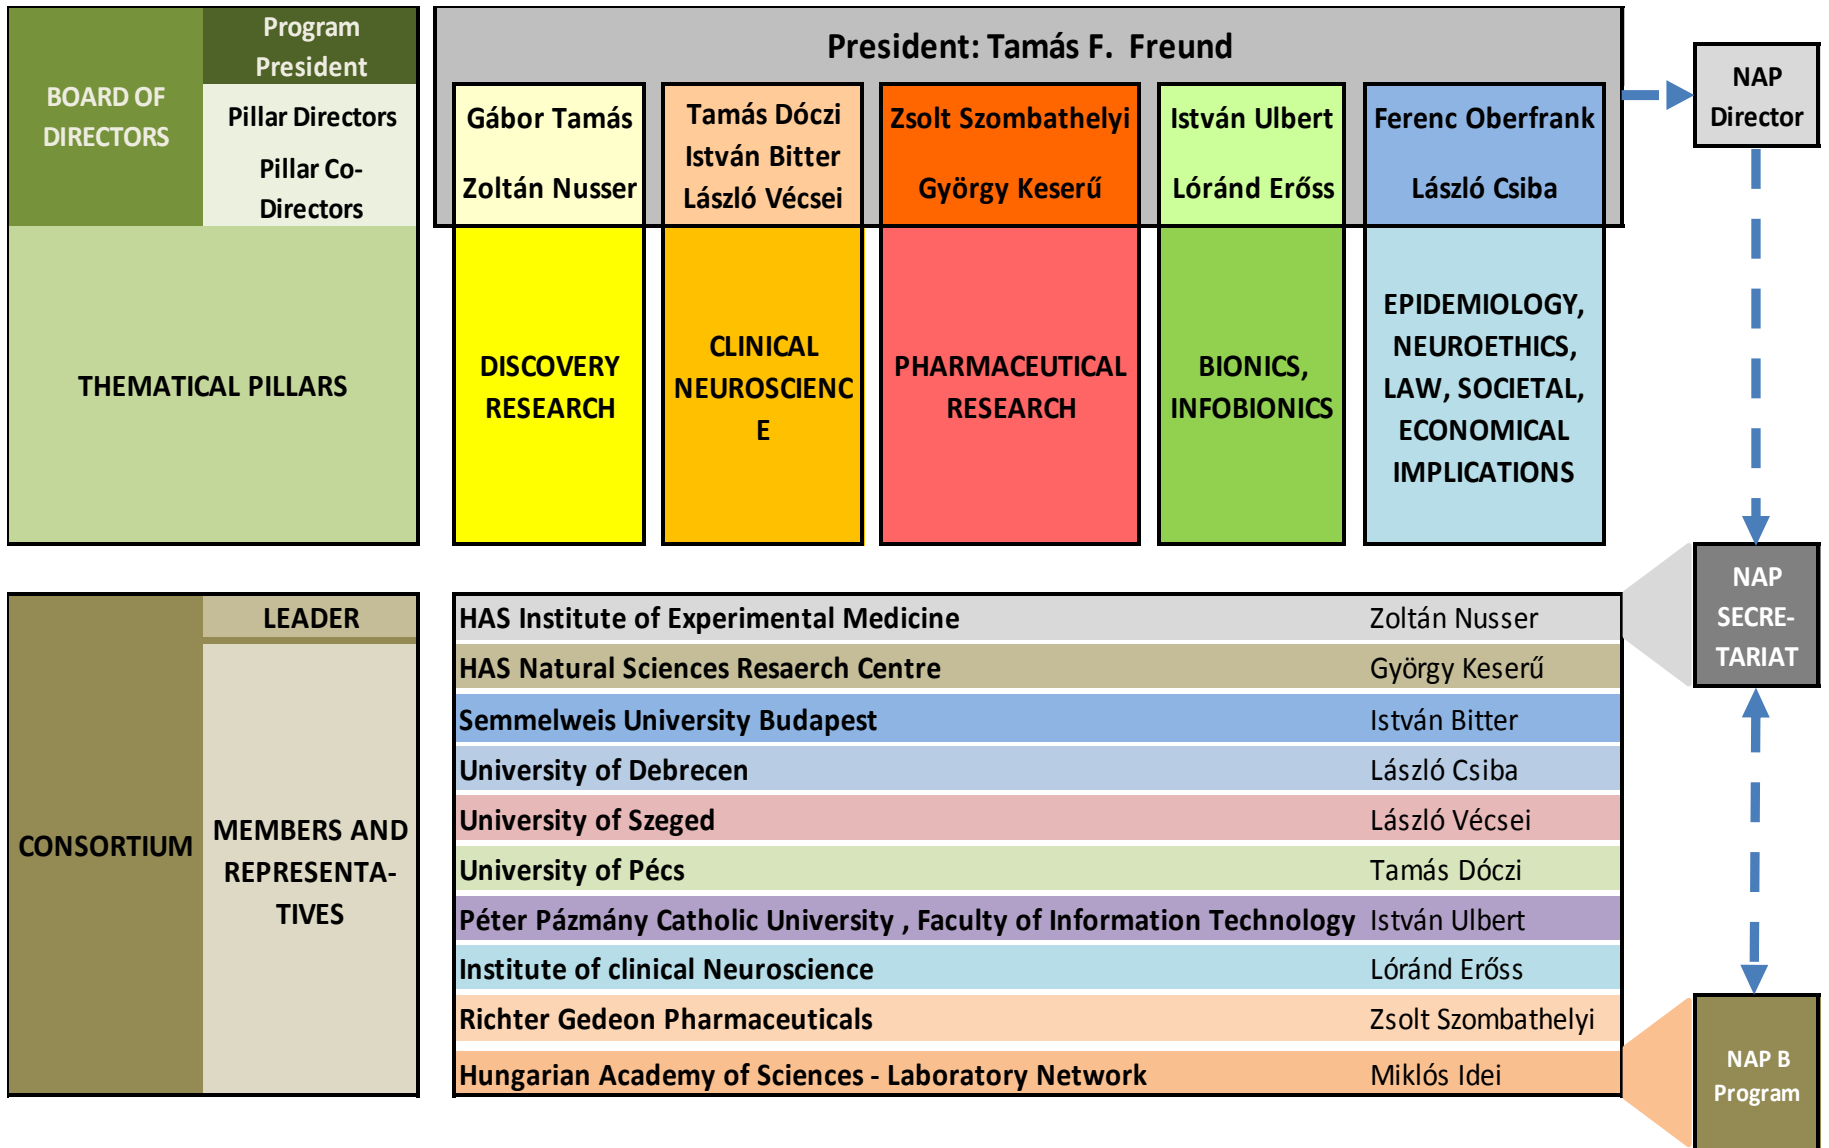 BOARD OF
DIRECTORS
Program
President
Pillar Directors
Pillar Co-
Directors
THEMATICAL PILLARS
President: Tamás F. Freund
Gábor Tamás
Zoltán Nusser
Tamás Dóczi
István Bitter
László Vécsei
Zsolt Szombathelyi
György Keserű
István Ulbert
Lóránd Erőss
Ferenc Oberfrank
László Csiba
DISCOVERY
RESEARCH
CLINICAL
NEUROSCIENC
E
PHARMACEUTICAL
RESEARCH
BIONICS,
INFOBIONICS
EPIDEMIOLOGY,
NEUROETHICS,
LAW, SOCIETAL,
ECONOMICAL
IMPLICATIONS
NAP
Director
NAP
SECRE-
TARIAT
CONSORTIUM
LEADER
MEMBERS AND
REPRESENTA-
TIVES
HAS Institute of Experimental Medicine Zoltán Nusser
HAS Natural Sciences Resaerch Centre György Keserű
Semmelweis University Budapest István Bitter
University of Debrecen László Csiba
University of Szeged László Vécsei
University of Pécs Tamás Dóczi
Péter Pázmány Catholic University , Faculty of Information Technology István Ulbert
Institute of clinical Neuroscience Lóránd Erőss
Richter Gedeon Pharmaceuticals Zsolt Szombathelyi
Hungarian Academy of Sciences - Laboratory Network Miklós Idei
NAP B
Program